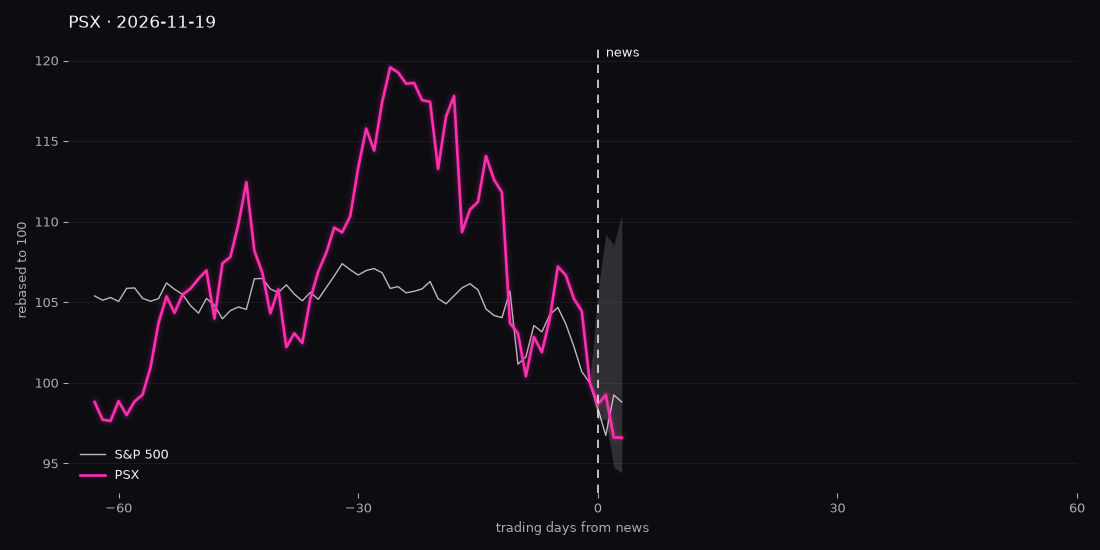 PSX · 2026-11-19
news
120
115
110
105
100
95
rebased to 100
S&P 500
PSX
−60
−30
0
30
60
trading days from news